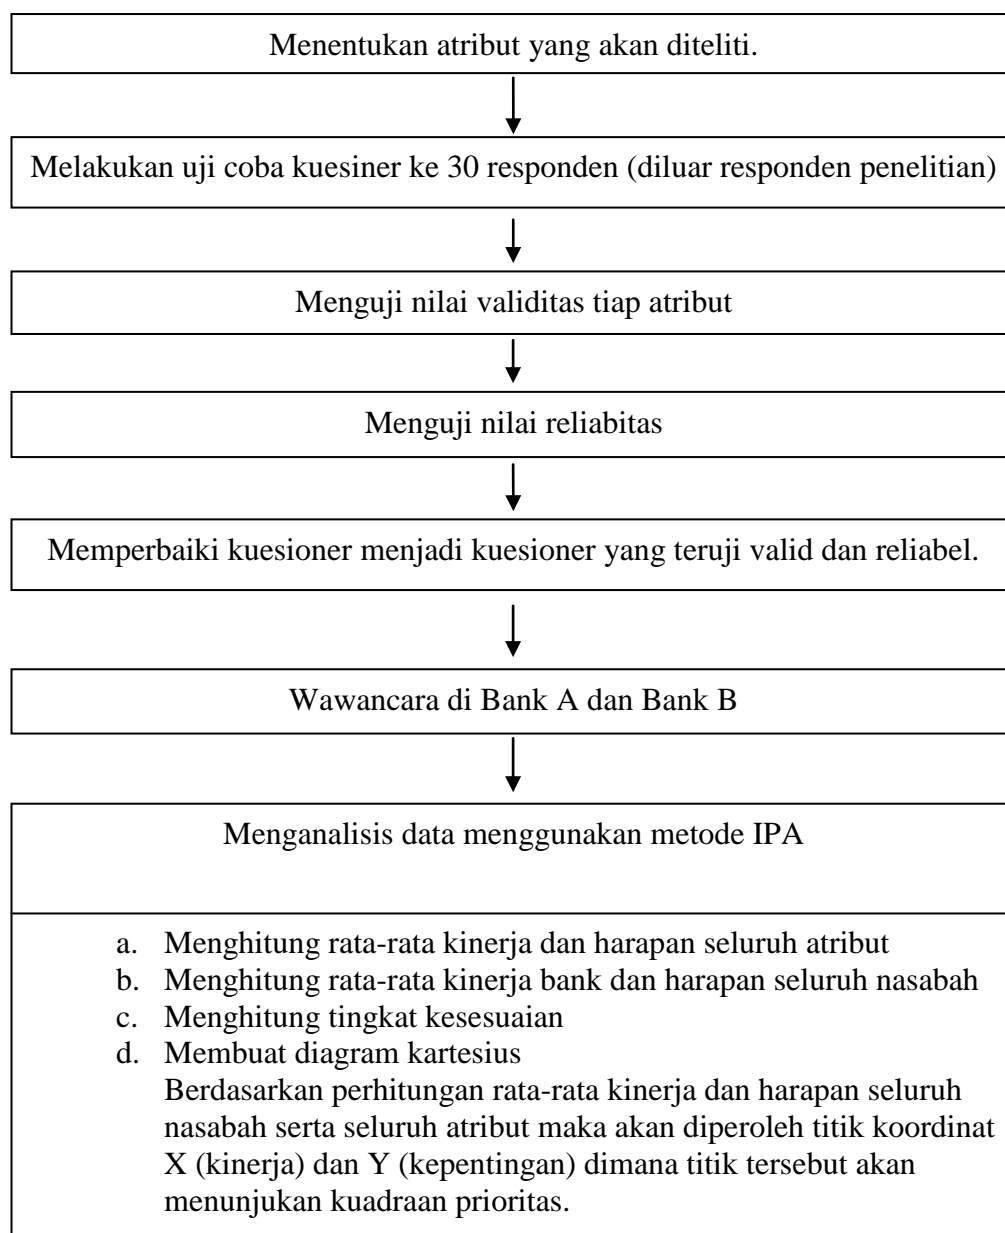 Menentukan atribut yang akan diteliti.
Melakukan uji coba kuesiner ke 30 responden (diluar responden penelitian)
Menguji nilai validitas tiap atribut
Menguji nilai reliabitas
Memperbaiki kuesioner menjadi kuesioner yang teruji valid dan reliabel.
Wawancara di Bank A dan Bank B
Menganalisis data menggunakan metode IPA
a. Menghitung rata-rata kinerja dan harapan seluruh atribut
b. Menghitung rata-rata kinerja bank dan harapan seluruh nasabah
c. Menghitung tingkat kesesuaian
d. Membuat diagram kartesius
Berdasarkan perhitungan rata-rata kinerja dan harapan seluruh
nasabah serta seluruh atribut maka akan diperoleh titik koordinat
X (kinerja) dan Y (kepentingan) dimana titik tersebut akan
menunjukan kuadraan prioritas.